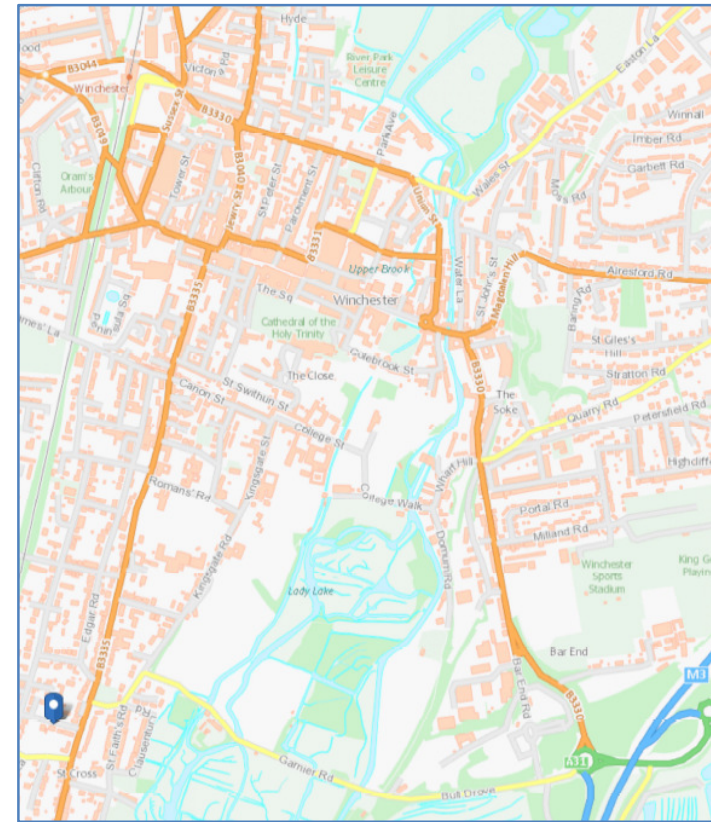 Hyde
River Park
Leisure
Centre
B3044
Victoria Rd
Winchester
Easton La
Sussex St
B3330
Park Ave
Winnall
Imber Rd
Garbett Rd
B3049
Clifton Rd
Oram's
Arbour
Tower St
Jewry St
B3040
St Peter St
Parchment St
Union St
Wales St
B3331
Upper Brook
Water La
St John's St
Magdalen Hill
Alresford Rd
Baring Rd
B3335
The Sq
Winchester
Cathedral of the
Holy Trinity
St Giles's
Hill
Stratton Rd
Colebrook St
B3330
The Close
The
Soke
Quarry Rd
Petersfield Rd
Canon St
St Swithun St
College St
Romans' Rd
Kingsgate St
College Walk
Wharf Hill
Highcliffe
Portal Rd
Milland Rd
Domum Rd
Winchester
Sports
Stadium
King G
Playin
Kingsgate Rd
Lady Lake
Edgar Rd
B3335
Bar End
Bar End Rd
B3330
M3
St Faith's Rd
Clausentum Rd
St Cross
Garnier Rd
Bull Drove
A31